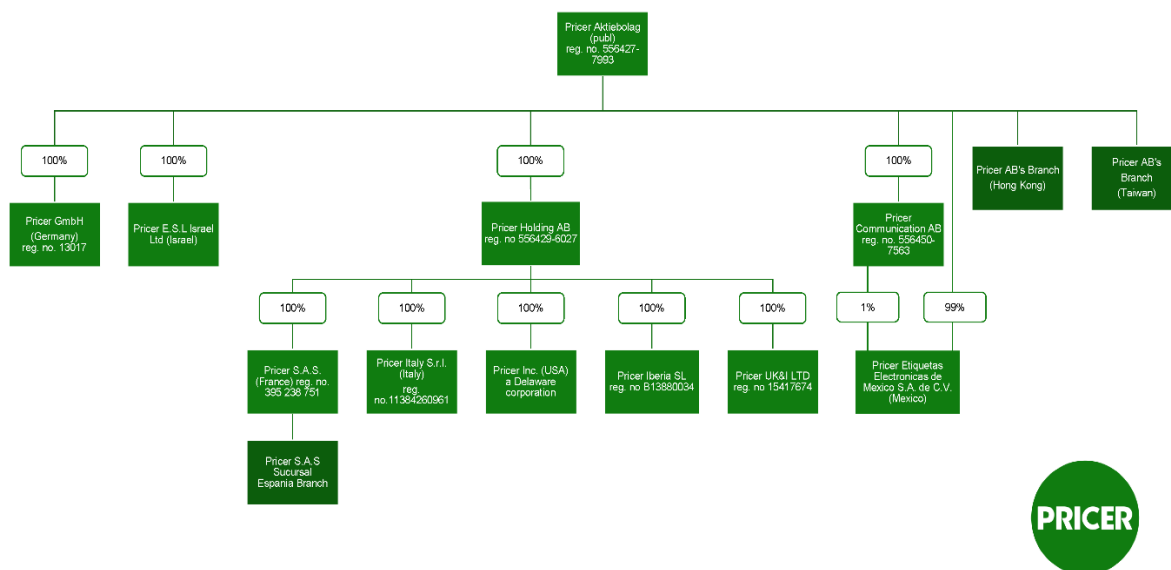 Pricer Aktiebolag
(publ)
reg. no. 556427-
7993
100%
100%
100%
100%
Pricer AB's Branch
(Hong Kong)
Pricer AB's
Branch
(Taiwan)
Pricer GmbH
(Germany)
reg. no. 13017
Pricer E.S.L Israel
Ltd (Israel)
Pricer Holding AB
reg. no 556429-6027
Pricer
Communication AB
reg. no. 556450-
7563
100%
100%
100%
100%
100%
1%
99%
Pricer S.A.S.
(France) reg. no.
395 238 751
Pricer Italy S.r.l.
(Italy)
reg.
no.11384260961
Pricer Inc. (USA)
a Delaware
corporation
Pricer Iberia SL
reg. no B13880034
Pricer UK&I LTD
reg. no 15417674
Pricer Etiquetas
Electronicas de
Mexico S.A. de C.V.
(Mexico)
Pricer S.A.S
Sucursal
Espania Branch
PRICER